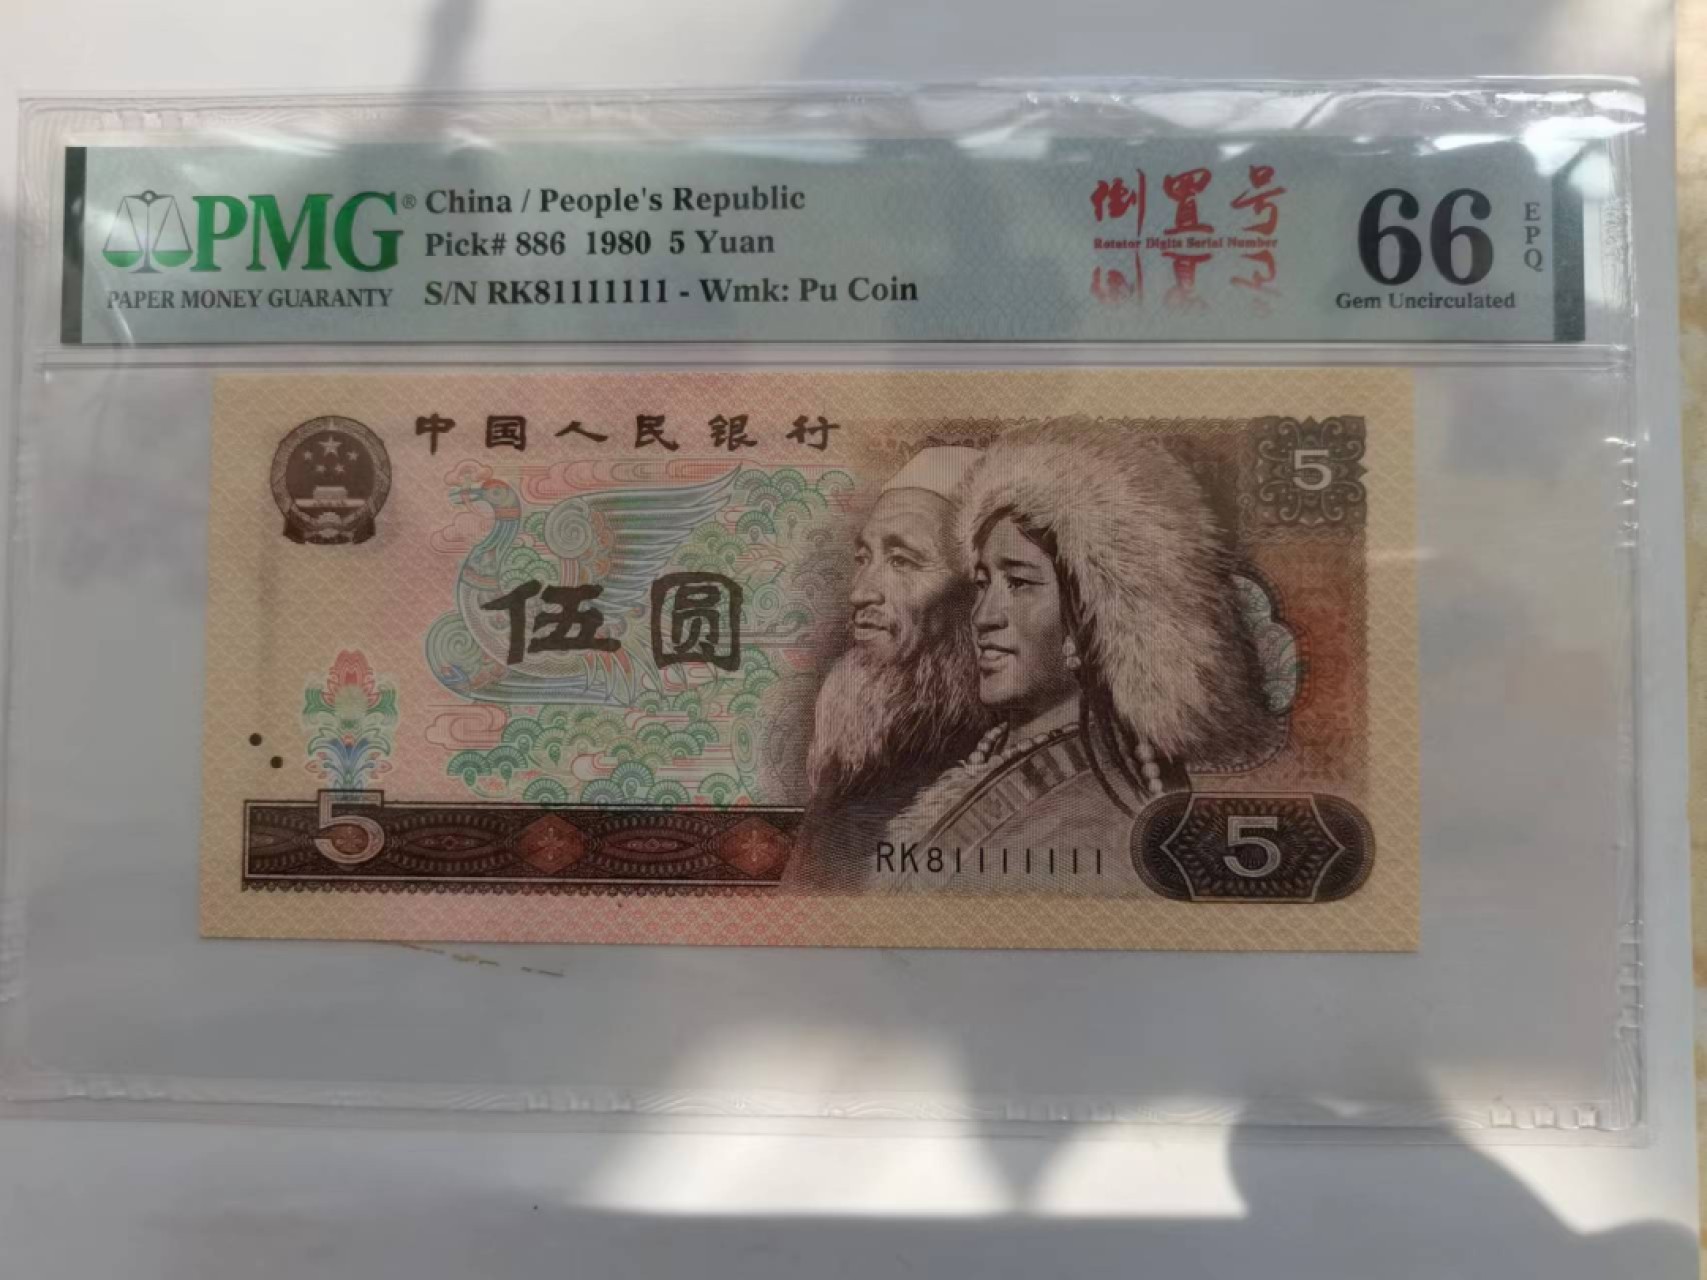 PMG®
PAPER MONEY GUARANTY
China / People's Republic
Pick# 886 1980 5 Yuan
S/N RK81111111 - Wmk: Pu Coin
倒置号
Rotator Digits Serial Number
66
EPQ
Gem Uncirculated
中国人民银行
5
伍圆
5
RK81111111
5